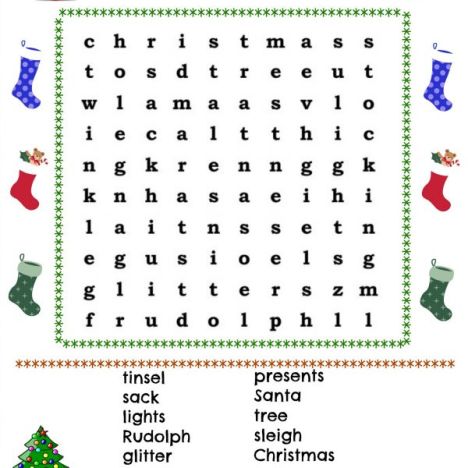 c h r i s t m a s s
t o s d t r e e u t
w l a m a a s v l o
i e c a l t t h i c
n g k r e n n g g k
k n h a s a e i h i
l a i t n s s e t n
e g u s i o e l s g
g l i t t e r s z m
f r u d o l p h l l
tinsel presents
sack Santa
lights tree
Rudolph sleigh
glitter Christmas